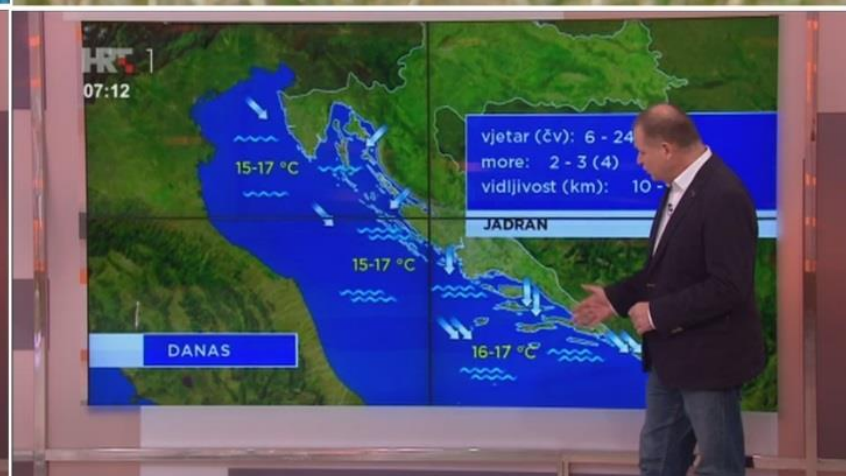 HRT 1
07:12
vjetar (čv): 6 - 24
more: 2 - 3 (4)
vidljivost (km): 10 -
JADRAN
15-17 °C
15-17 °C
16-17 °C
DANAS